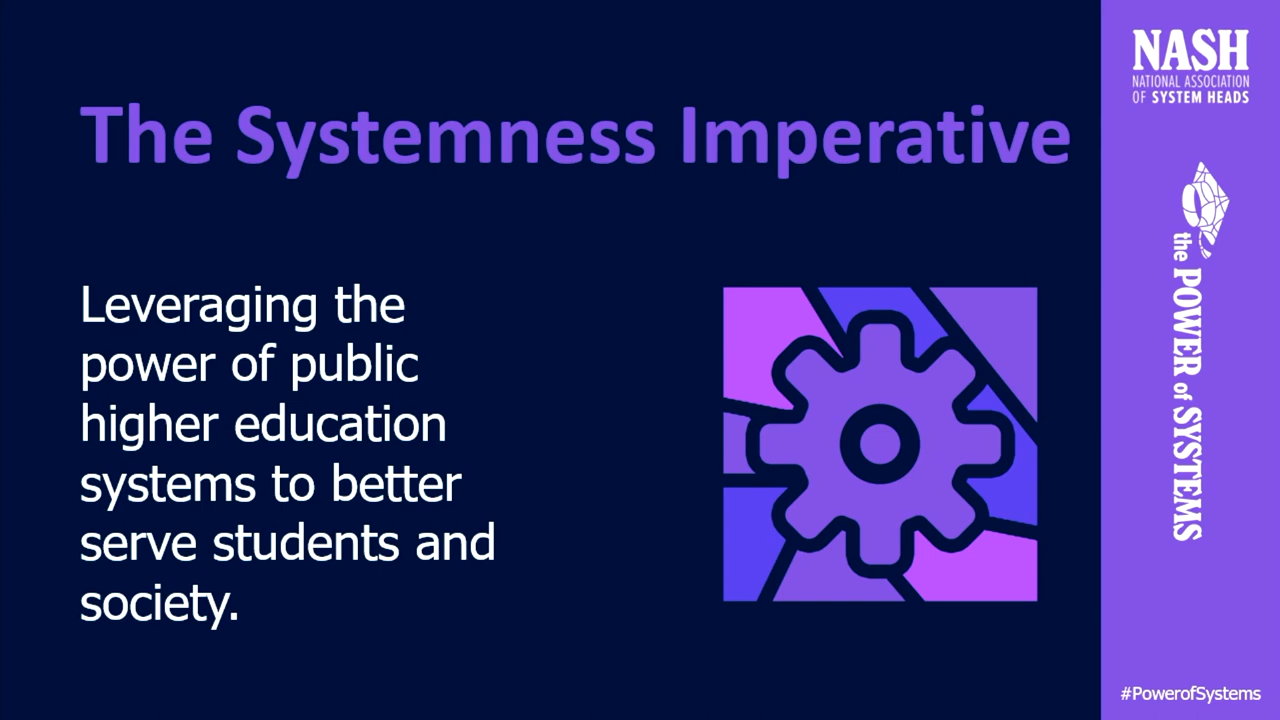 The Systemness Imperative
Leveraging the
power of public
higher education
systems to better
serve students and
society.
NASH
NATIONAL ASSOCIATION
OF SYSTEM HEADS
the POWER of SYSTEMS
#PowerofSystems